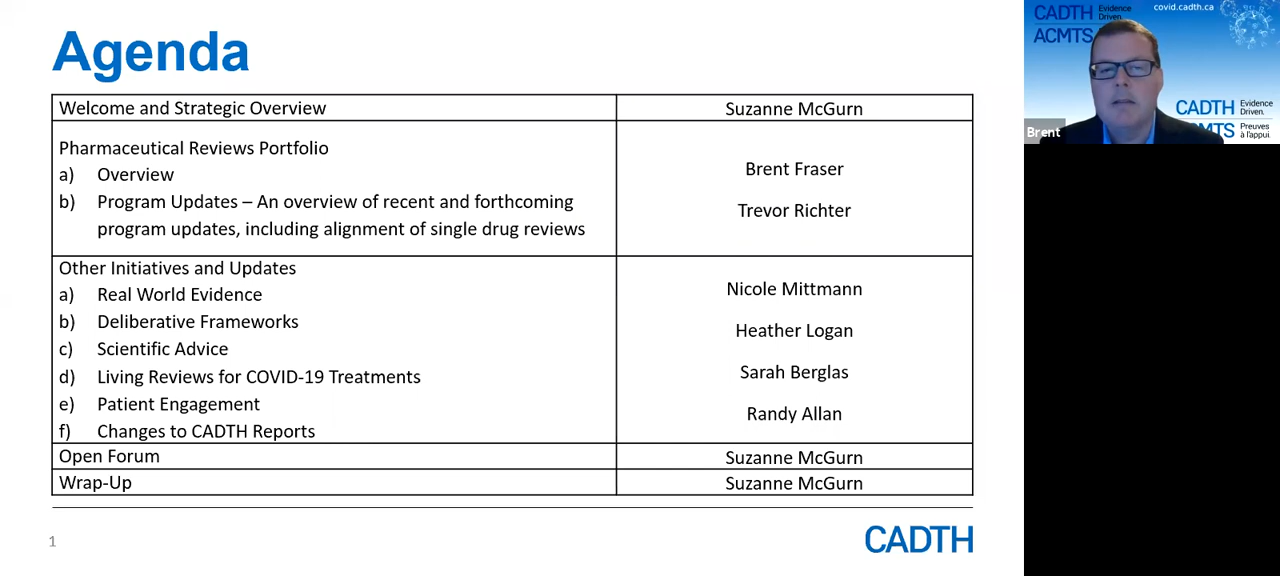 Agenda
Welcome and Strategic Overview
Suzanne McGurn
Pharmaceutical Reviews Portfolio
a) Overview
b) Program Updates – An overview of recent and forthcoming
program updates, including alignment of single drug reviews
Brent Fraser
Trevor Richter
Other Initiatives and Updates
a) Real World Evidence
b) Deliberative Frameworks
c) Scientific Advice
d) Living Reviews for COVID-19 Treatments
e) Patient Engagement
f) Changes to CADTH Reports
Nicole Mittmann
Heather Logan
Sarah Berglas
Randy Allan
Open Forum
Suzanne McGurn
Wrap-Up
Suzanne McGurn
1
CADTH
CADTH Evidence
Driven.
ACMTS
covid.cadth.ca
CADTH Evidence
Driven.
Preuves
à l'appui
Brent